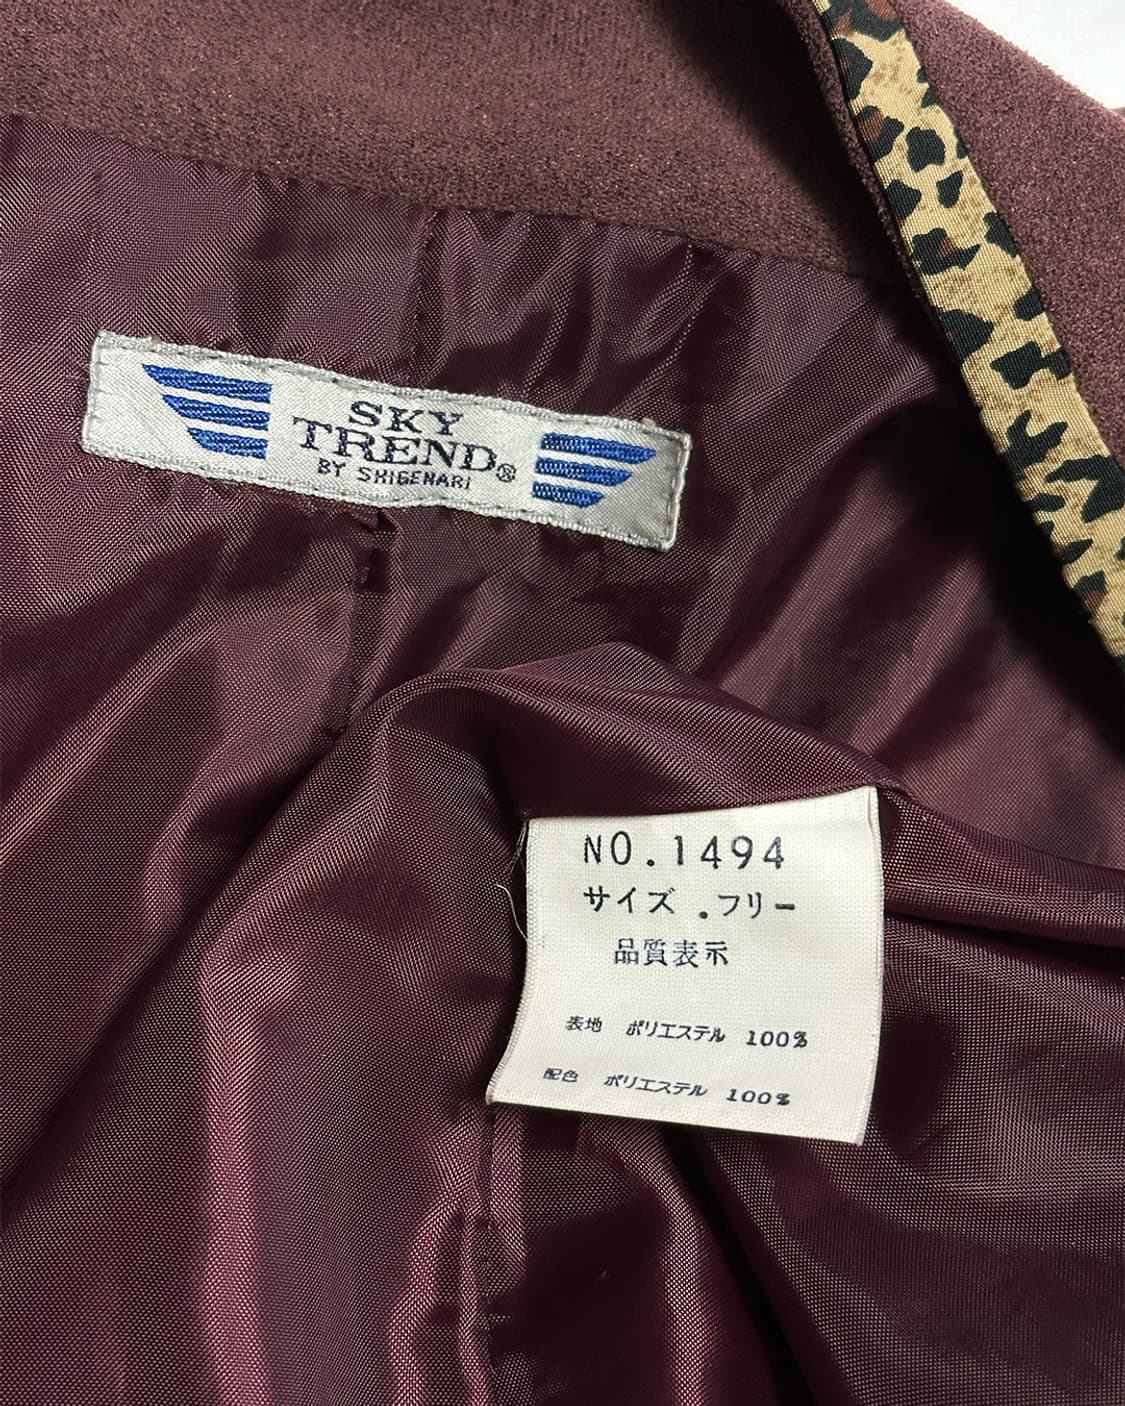 SKY
TREND®
BY SHIGENARI
NO.1494
サイズ .フリー
品質表示
表地 ポリエステル 100%
配色 ポリエステル 100%